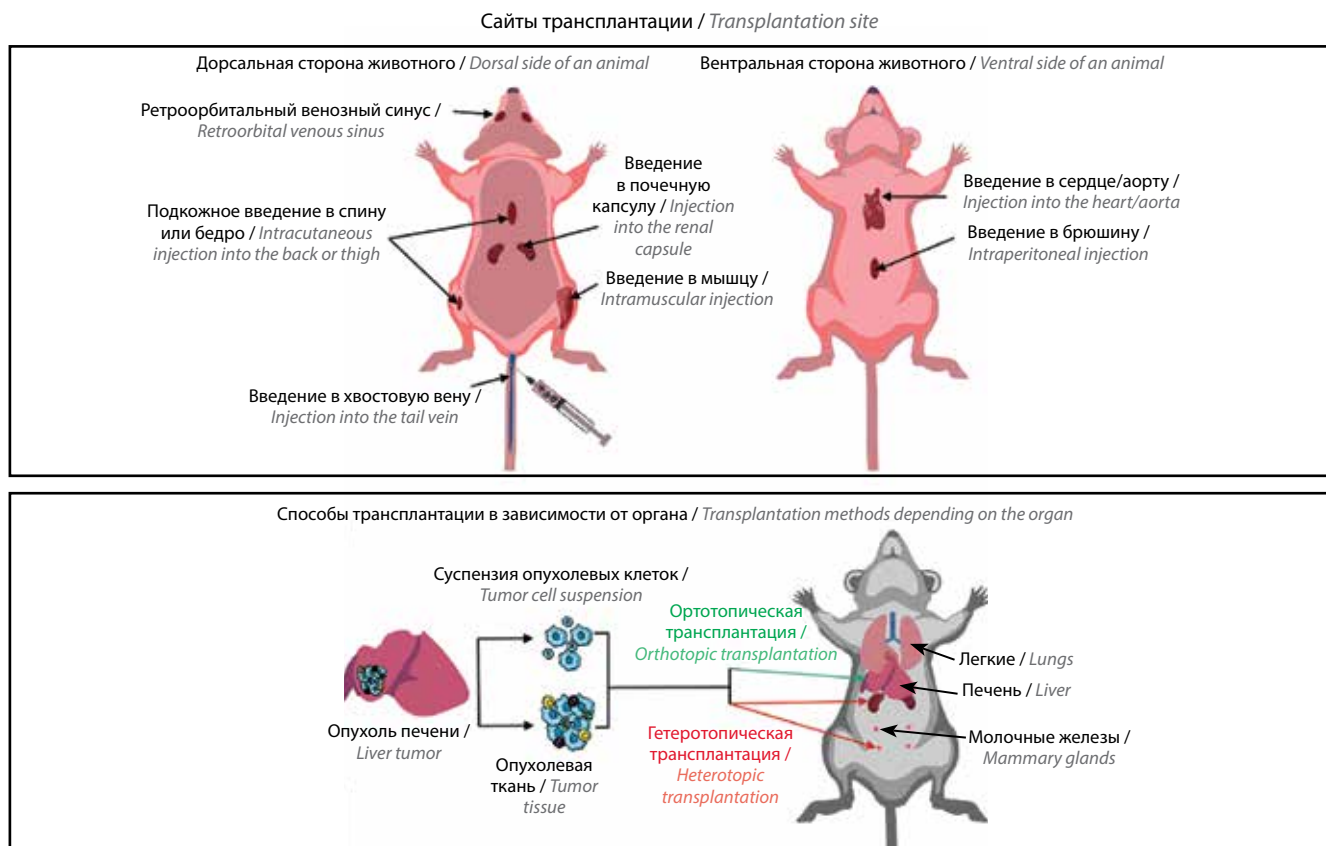 Сайты трансплантации / Transplantation site
Дорсальная сторона животного / Dorsal side of an animal
Ретроорбитальный венозный синус /
Retroorbital venous sinus
Подкожное введение в спину
или бедро / Intracutaneous
injection into the back or thigh
Введение
в почечную
капсулу / Injection
into the renal
capsule
Введение в мышцу /
Intramuscular injection
Введение в хвостовую вену /
Injection into the tail vein
Вентральная сторона животного / Ventral side of an animal
Введение в сердце/аорту /
Injection into the heart/aorta
Введение в брюшину /
Intraperitoneal injection
Способы трансплантации в зависимости от органа / Transplantation methods depending on the organ
Опухоль печени /
Liver tumor
Суспензия опухолевых клеток /
Tumor cell suspension
Опухолевая
ткань / Tumor
tissue
Ортотопическая
трансплантация /
Orthotopic transplantation
Гетеротопическая
трансплантация /
Heterotopic
transplantation
Легкие / Lungs
Печень / Liver
Молочные железы /
Mammary glands